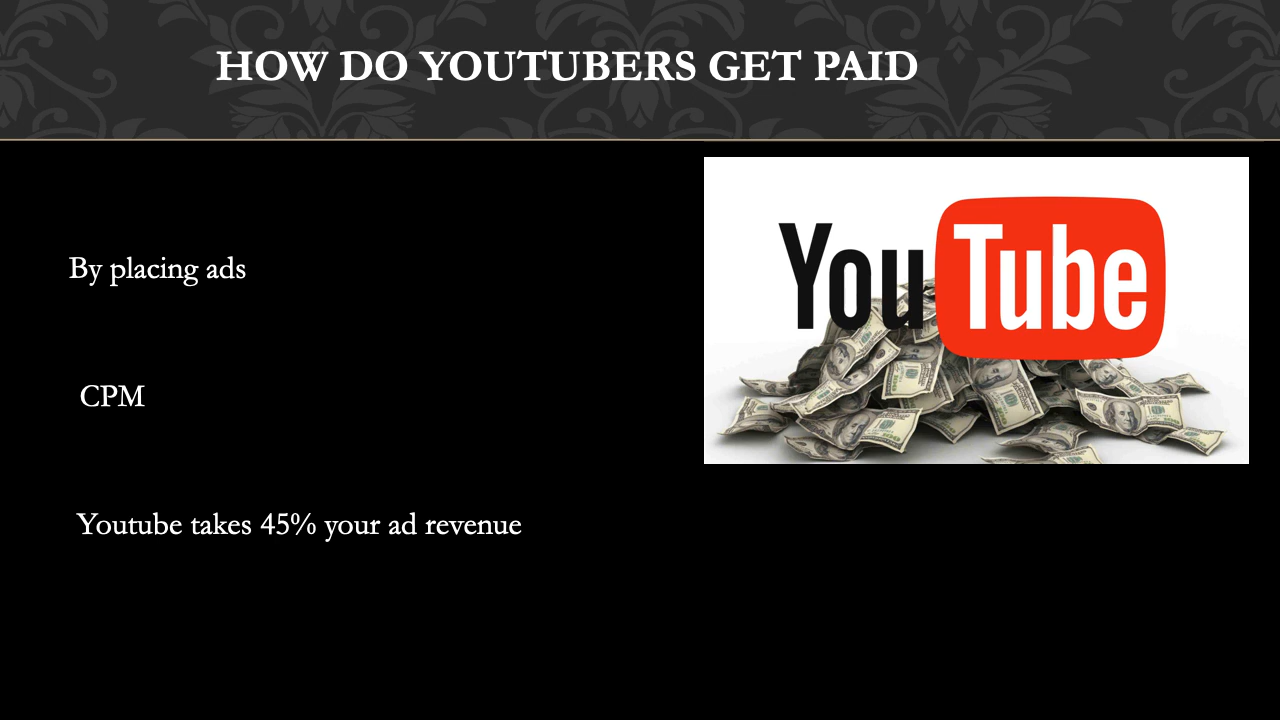 HOW DO YOUTUBERS GET PAID
By placing ads
CPM
Youtube takes 45% your ad revenue
YouTube